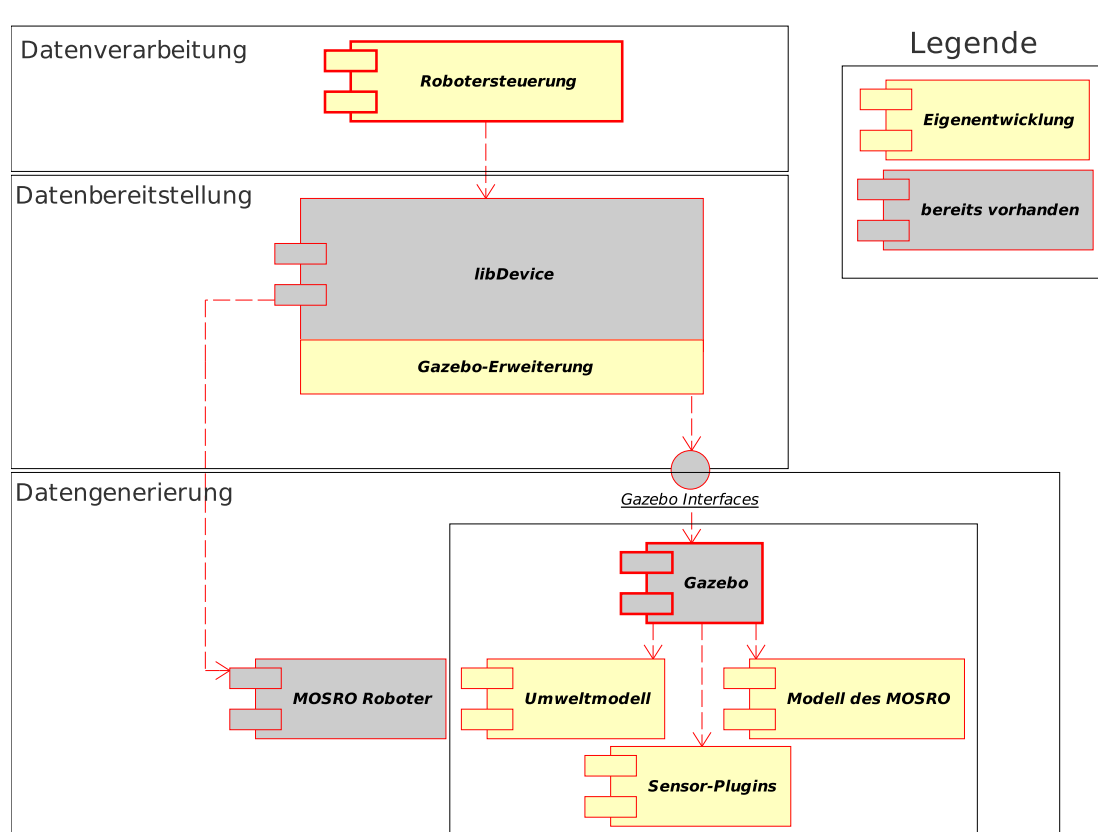 Datenverarbeitung
Robotersteuerung
Legende
Eigenentwicklung
bereits vorhanden
Datenbereitstellung
libDevice
Gazebo-Erweiterung
Datengenerierung
Gazebo Interfaces
Gazebo
MOSRO Roboter
Umweltmodell
Modell des MOSRO
Sensor-Plugins